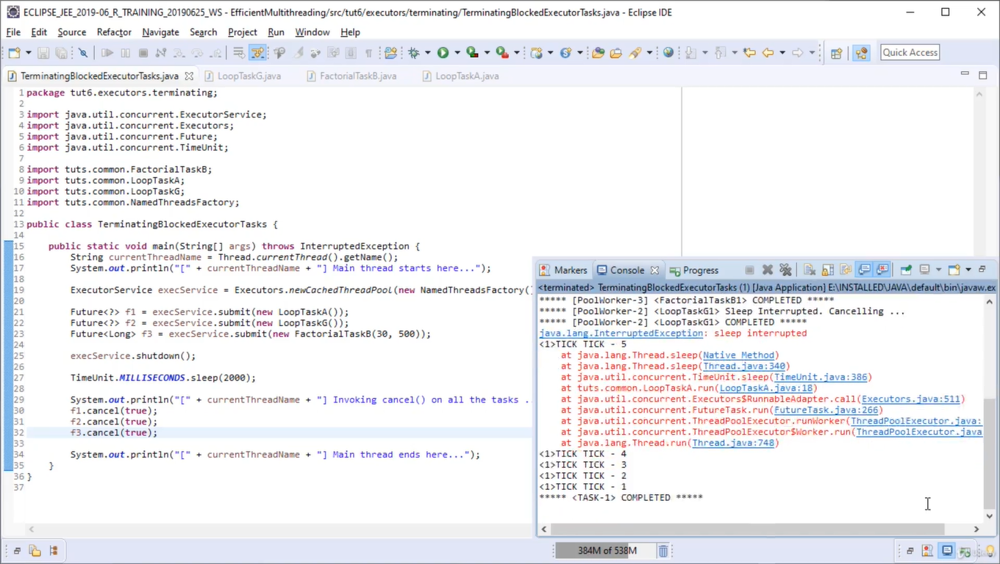 ECLIPSE_JEE_2019-06_R_TRAINING_20190625_WS - EfficientMultithreading/src/tut6/executors/terminating/TerminatingBlockedExecutorTasks.java - Eclipse IDE
File Edit Source Refactor Navigate Search Project Run Window Help
Quick Access
TerminatingBlockedExecutorTasks.java LoopTaskG.java FactorialTaskB.java LoopTaskA.java
1 package tut6.executors.terminating;
2
3 import java.util.concurrent.ExecutorService;
4 import java.util.concurrent.Executors;
5 import java.util.concurrent.Future;
6 import java.util.concurrent.TimeUnit;
7
8 import tuts.common.FactorialTaskB;
9 import tuts.common.LoopTaskA;
10 import tuts.common.LoopTaskG;
11 import tuts.common.NamedThreadsFactory;
12
13 public class TerminatingBlockedExecutorTasks {
14
15 public static void main(String[] args) throws InterruptedException {
16 String currentThreadName = Thread.currentThread().getName();
17 System.out.println("[" + currentThreadName + "] Main thread starts here...");
18
19 ExecutorService execService = Executors.newCachedThreadPool(new NamedThreadsFactory()
20
21 Future<?> f1 = execService.submit(new LoopTaskA());
22 Future<?> f2 = execService.submit(new LoopTaskG());
23 Future<Long> f3 = execService.submit(new FactorialTaskB(30, 500));
24
25 execService.shutdown();
26
27 TimeUnit.MILLISECONDS.sleep(2000);
28
29 System.out.println("[" + currentThreadName + "] Invoking cancel() on all the tasks ..
30 f1.cancel(true);
31 f2.cancel(true);
32 f3.cancel(true);
33
34 System.out.println("[" + currentThreadName + "] Main thread ends here...");
35 }
36 }
37
Markers Console Progress
<terminated> TerminatingBlockedExecutorTasks (1) [Java Application] E:\INSTALLED\JAVA\default\bin\javaw.ex
***** [PoolWorker-3] <FactorialTaskB1> COMPLETED *****
***** [PoolWorker-2] <LoopTaskG1> Sleep Interrupted. Cancelling ...
***** [PoolWorker-2] <LoopTaskG1> COMPLETED *****
java.lang.InterruptedException: sleep interrupted
<1>TICK TICK - 5
at java.lang.Thread.sleep(Native Method)
at java.lang.Thread.sleep(Thread.java:340)
at java.util.concurrent.TimeUnit.sleep(TimeUnit.java:386)
at tuts.common.LoopTaskA.run(LoopTaskA.java:18)
at java.util.concurrent.Executors$RunnableAdapter.call(Executors.java:511)
at java.util.concurrent.FutureTask.run(FutureTask.java:266)
at java.util.concurrent.ThreadPoolExecutor.runWorker(ThreadPoolExecutor.java:
at java.util.concurrent.ThreadPoolExecutor$Worker.run(ThreadPoolExecutor.java
at java.lang.Thread.run(Thread.java:748)
<1>TICK TICK - 4
<1>TICK TICK - 3
<1>TICK TICK - 2
<1>TICK TICK - 1
***** <TASK-1> COMPLETED *****
384M of 538M